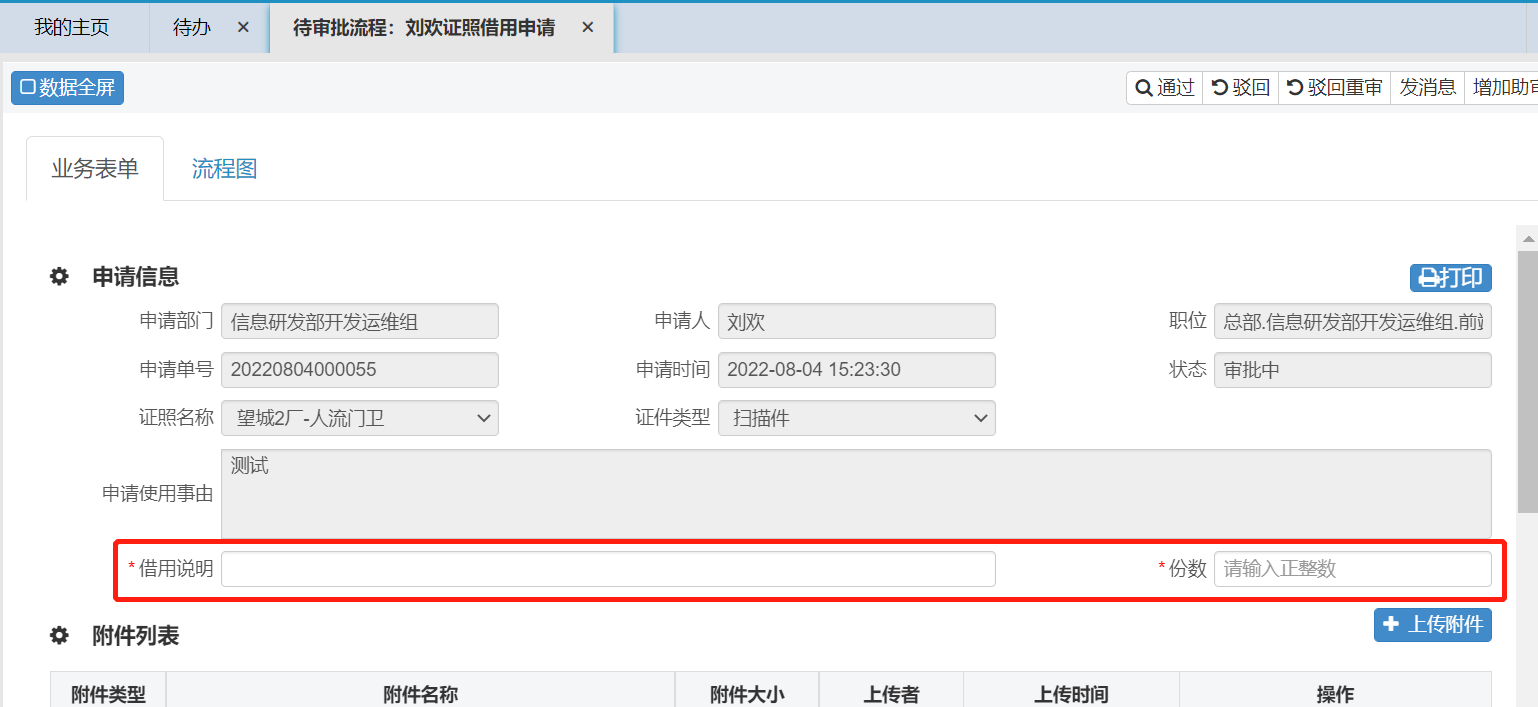 我的主页 待办 × 待审批流程：刘欢证照借用申请 ×
数据全屏 通过 驳回 驳回重审 发消息 增加助
业务表单 流程图
申请信息 打印
申请部门 信息研发部开发运维组 申请人 刘欢 职位 总部.信息研发部开发运维组.前
申请单号 20220804000055 申请时间 2022-08-04 15:23:30 状态 审批中
证照名称 望城2厂-人流门卫 证件类型 扫描件
测试
申请使用事由
*借用说明 *份数 请输入正整数
附件列表 + 上传附件
附件类型 附件名称 附件大小 上传者 上传时间 操作